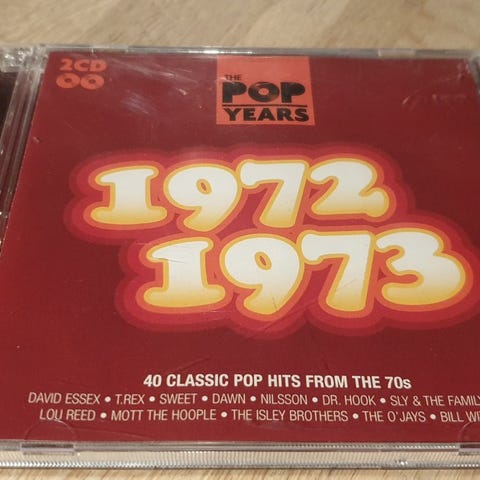 2CD
THE
POP
YEARS
1972
1973
40 CLASSIC POP HITS FROM THE 70s
DAVID ESSEX • T.REX • SWEET • DAWN • NILSSON • DR. HOOK • SLY & THE FAMILY
LOU REED • MOTT THE HOOPLE • THE ISLEY BROTHERS • THE O'JAYS • BILL